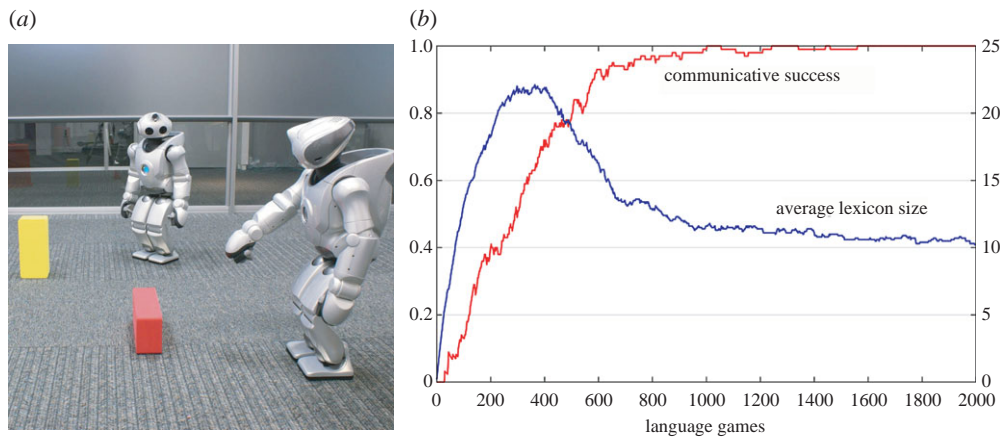 (a)
(b)
1.0
0.8
0.6
0.4
0.2
0
25
20
15
10
5
0
communicative success
average lexicon size
0 200 400 600 800 1000 1200 1400 1600 1800 2000
language games